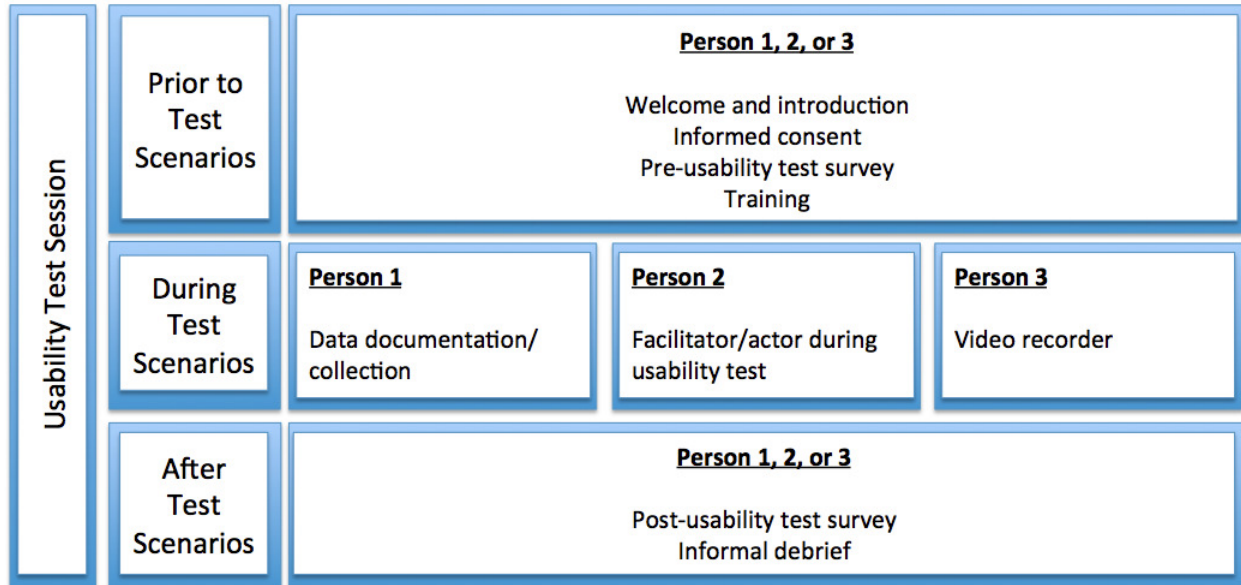 Usability Test Session
Prior to
Test
Scenarios
Person 1, 2, or 3
Welcome and introduction
Informed consent
Pre-usability test survey
Training
During
Test
Scenarios
Person 1
Data documentation/
collection
Person 2
Facilitator/actor during
usability test
Person 3
Video recorder
After
Test
Scenarios
Person 1, 2, or 3
Post-usability test survey
Informal debrief